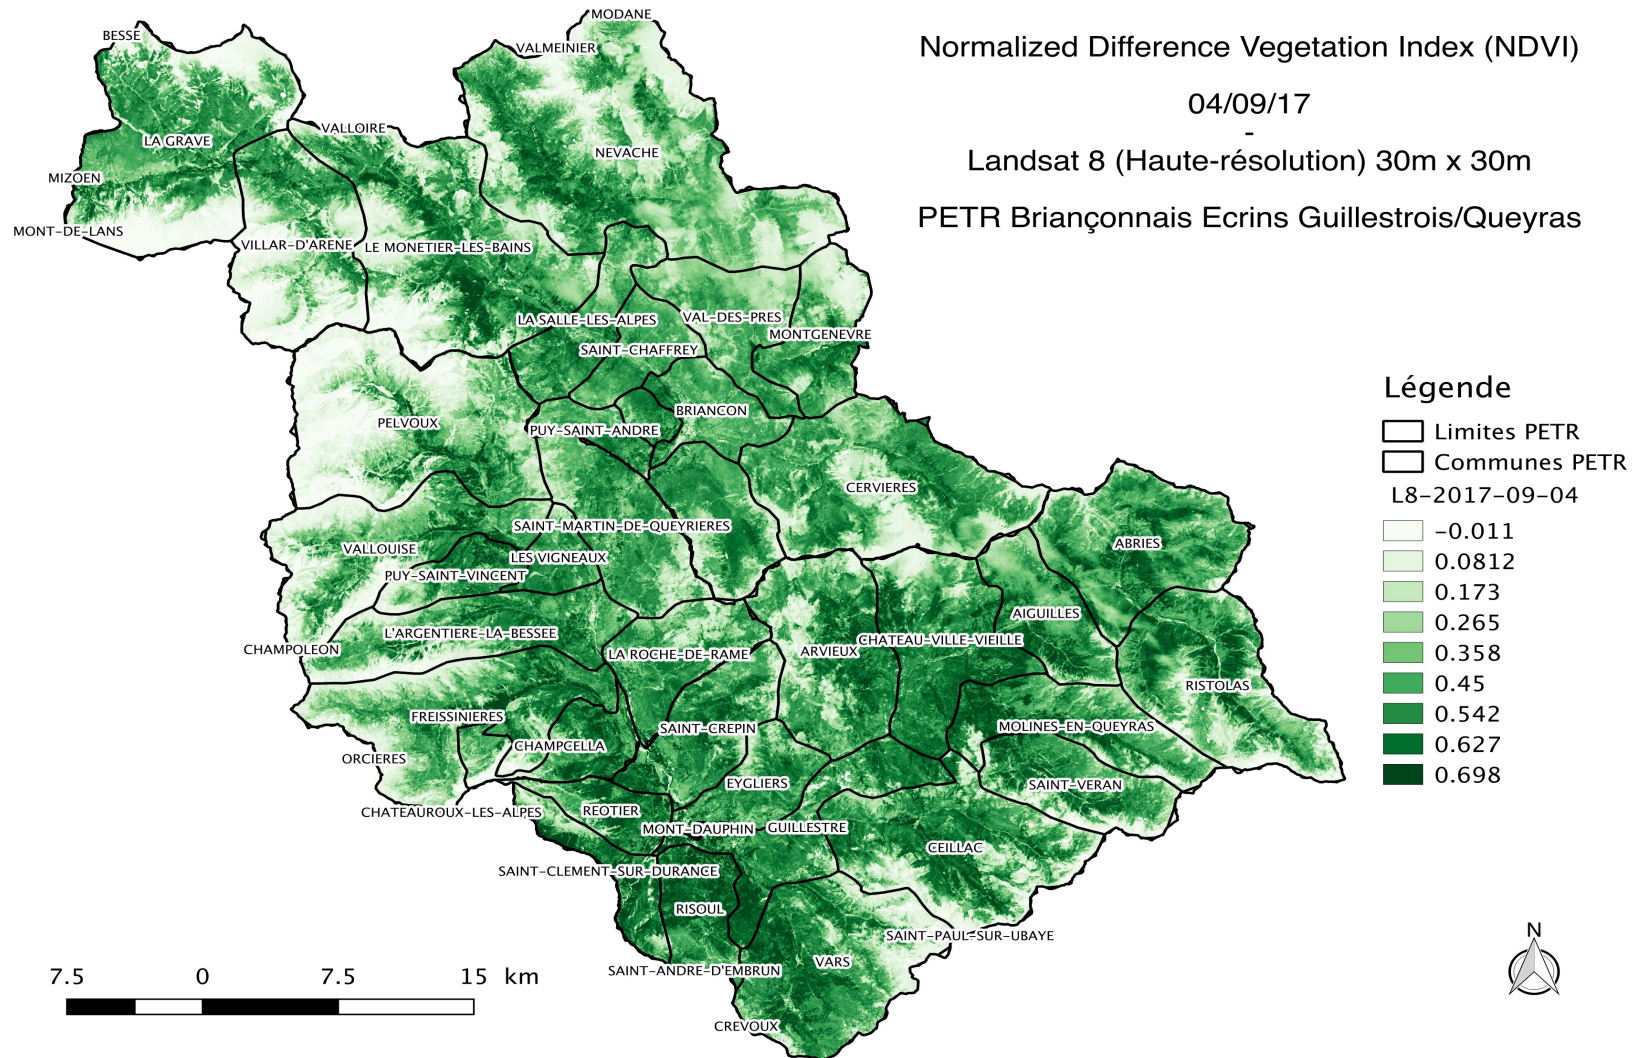 Normalized Difference Vegetation Index (NDVI)
04/09/17
-
Landsat 8 (Haute-résolution) 30m x 30m
PETR Briançonnais Ecrins Guillestrois/Queyras
MODANE
BESSE
VALMEINIER
VALLOIRE
LA GRAVE
NEVACHE
MIZOEN
MONT-DE-LANS
VILLAR-D'ARENE
LE MONETIER-LES-BAINS
LA SALLE-LES-ALPES
VAL-DES-PRES
MONTGENEVRE
SAINT-CHAFFREY
BRIANCON
PELVOUX
PUY-SAINT-ANDRE
CERVIERES
SAINT-MARTIN-DE-QUEYRIERES
ABRIES
VALLOUISE
LES VIGNEAUX
PUY-SAINT-VINCENT
AIGUILLES
L'ARGENTIERE-LA-BESSEE
CHATEAU-VILLE-VIEILLE
CHAMPOLEON
LA ROCHE-DE-RAME
ARVIEUX
RISTOLAS
FREISSINIERES
SAINT-CREPIN
MOLINES-EN-QUEYRAS
CHAMPCELLA
ORCIERES
EYGLIERS
SAINT-VERAN
CHATEAUROUX-LES-ALPES
REOTIER
MONT-DAUPHIN
GUILLESTRE
CEILLAC
SAINT-CLEMENT-SUR-DURANCE
RISOUL
SAINT-PAUL-SUR-UBAYE
VARS
SAINT-ANDRE-D'EMBRUN
CREVOUX
Légende
Limites PETR
Communes PETR
L8-2017-09-04
-0.011
0.0812
0.173
0.265
0.358
0.45
0.542
0.627
0.698
N
7.5 0 7.5 15 km